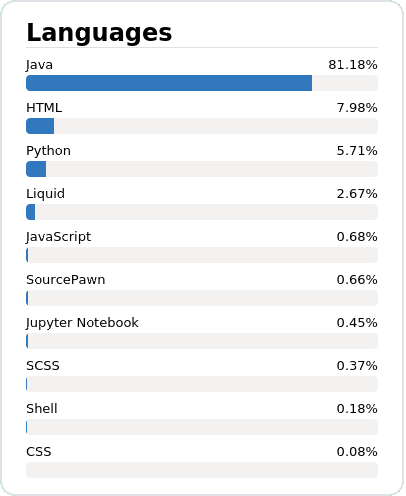 Languages
Java 81.18%
HTML 7.98%
Python 5.71%
Liquid 2.67%
JavaScript 0.68%
SourcePawn 0.66%
Jupyter Notebook 0.45%
SCSS 0.37%
Shell 0.18%
CSS 0.08%